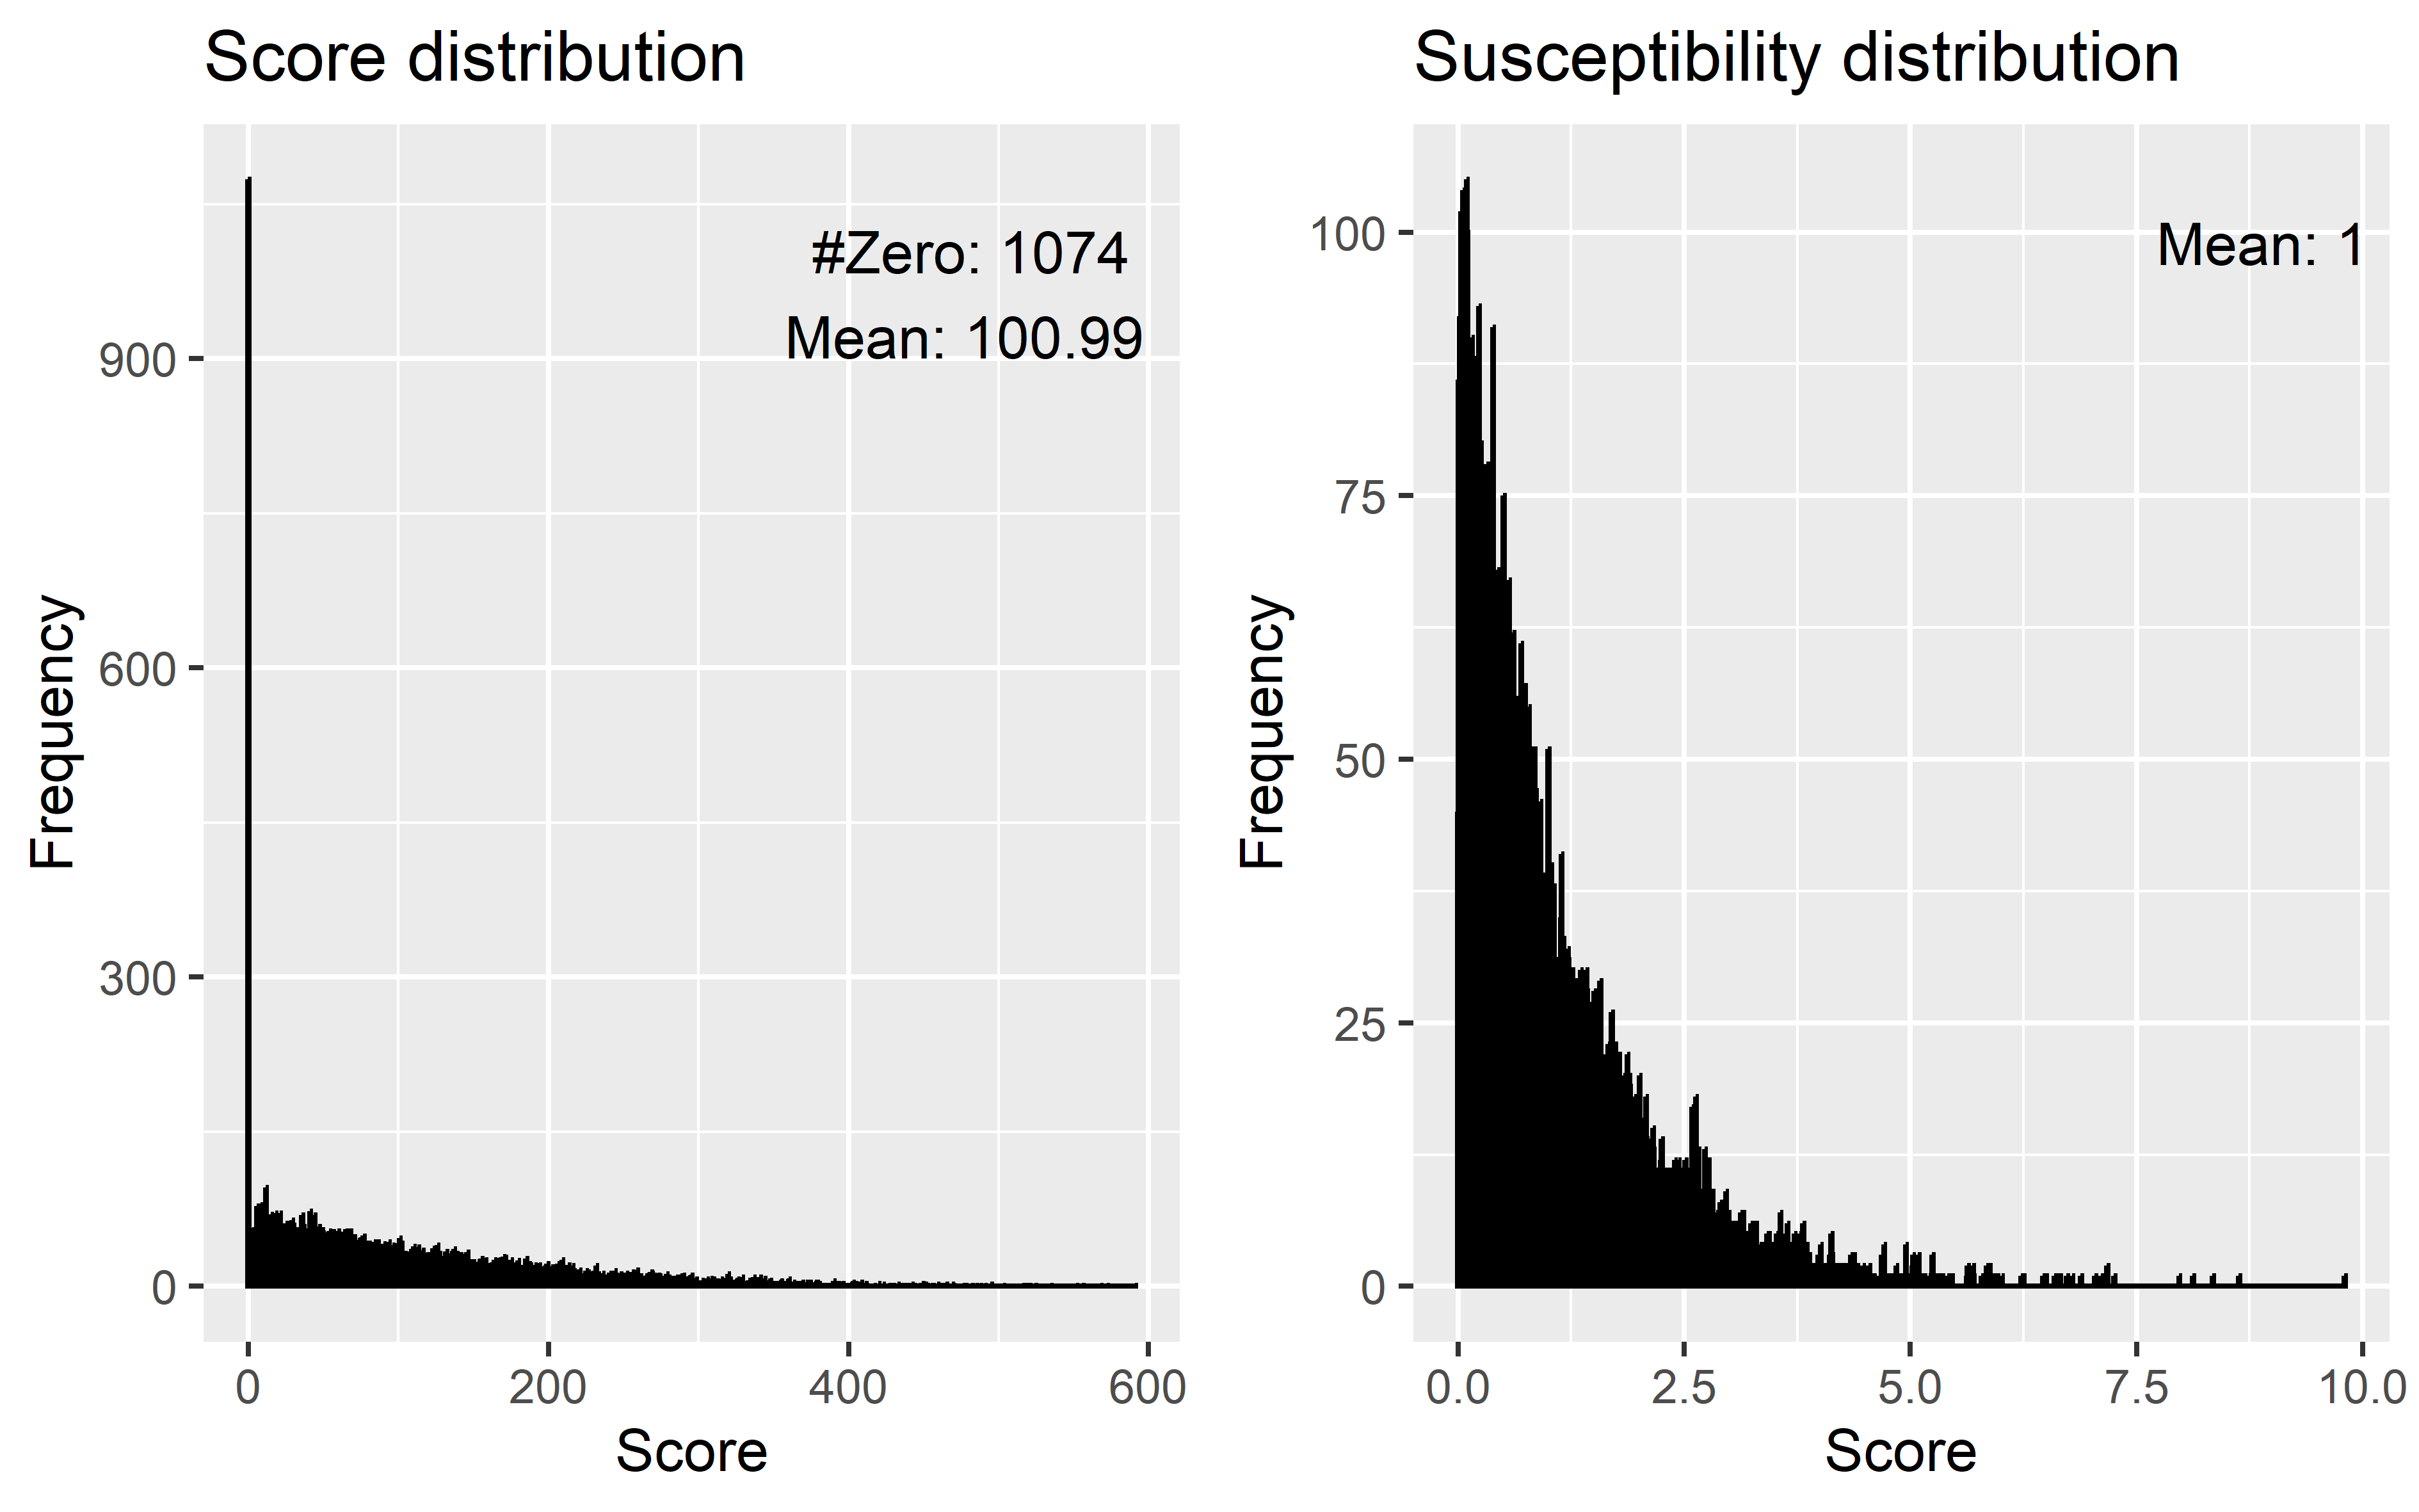 Score distribution
#Zero: 1074
Mean: 100.99
900
600
300
0
Frequency
0 200 400 600
Score
Susceptibility distribution
Mean: 1
100
75
50
25
0
Frequency
0.0 2.5 5.0 7.5 10.0
Score